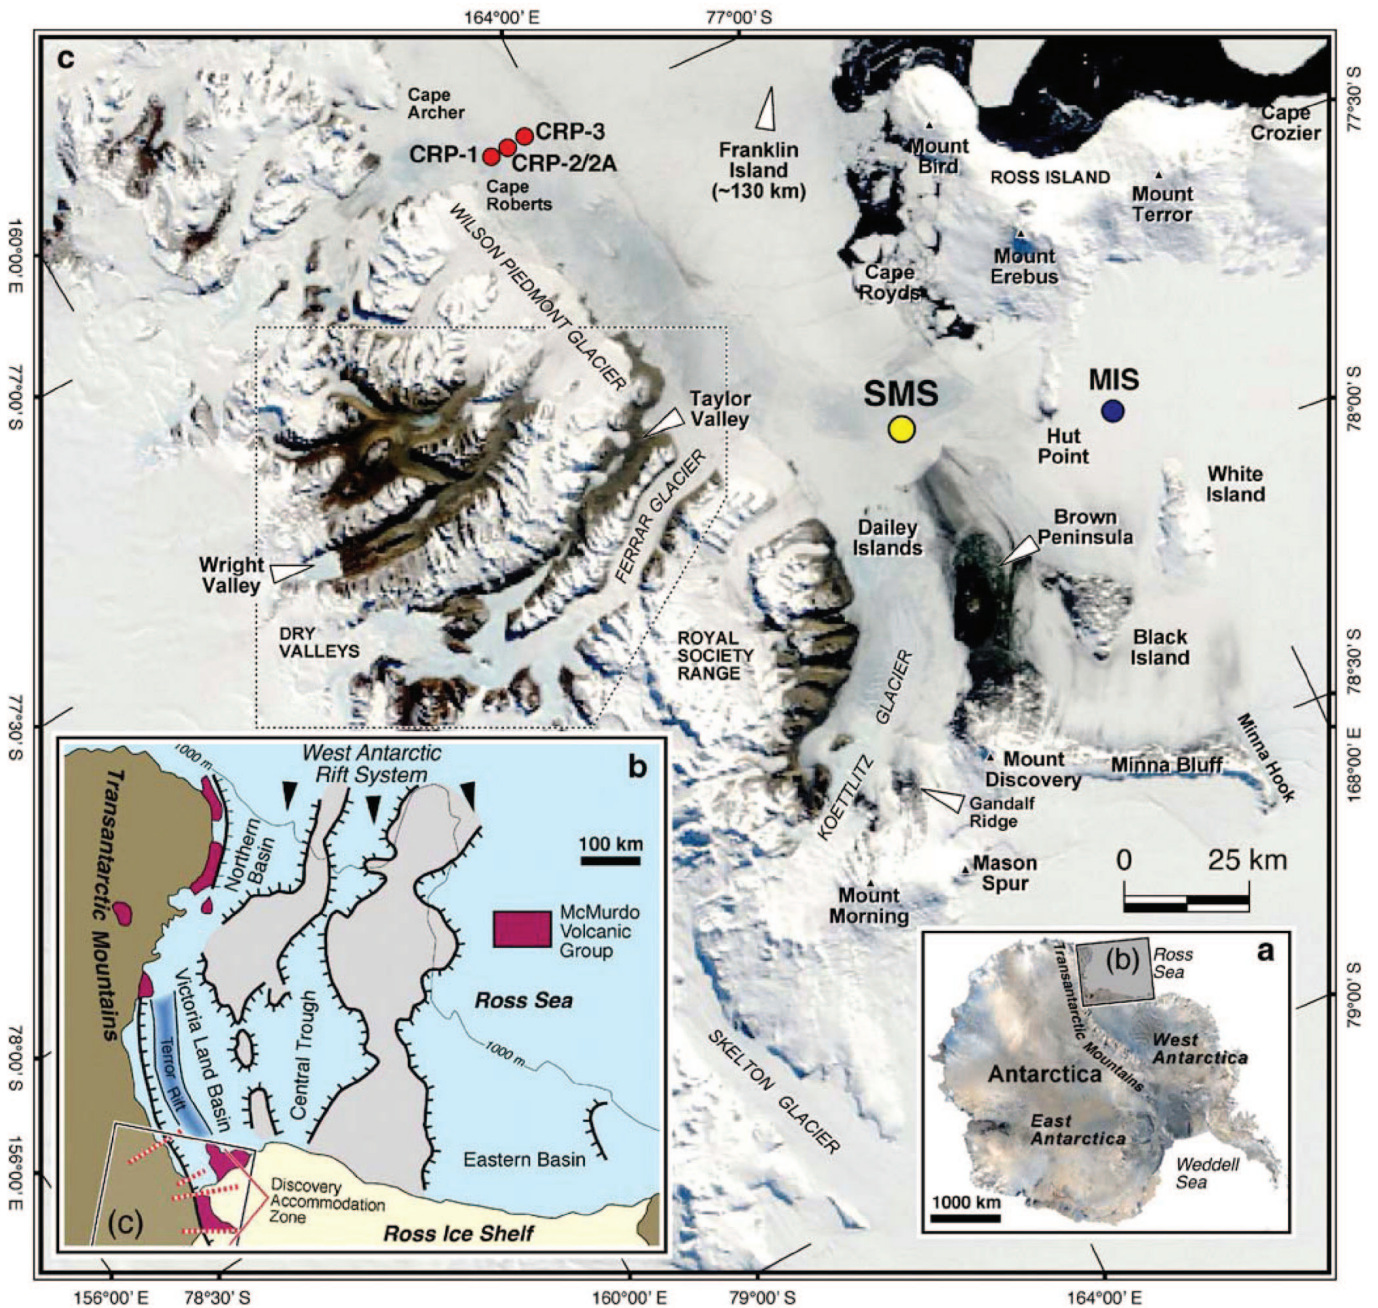 164°00' E
77°00' S
c
Cape
Archer
CRP-3
CRP-1
CRP-2/2A
Cape
Roberts
Franklin
Island
(~130 km)
Mount
Bird
ROSS ISLAND
Cape
Crozier
Mount
Terror
Mount
Erebus
Cape
Royds
77°30' S
160°00' E
WILSON PIEDMONT GLACIER
77°00' S
Taylor
Valley
SMS
MIS
78°00' S
Hut
Point
White
Island
FERRAR GLACIER
Dailey
Islands
Brown
Peninsula
Wright
Valley
DRY
VALLEYS
ROYAL
SOCIETY
RANGE
Black
Island
78°30' S
77°30' S
KOETTLITZ GLACIER
Mount
Discovery
Minna Bluff
Minna Hook
168°00' E
Gandalf
Ridge
Mason
Spur
Mount
Morning
0 25 km
SKELTON GLACIER
79°00' S
78°00' S
156°00' E
b
1000 m
West Antarctic
Rift System
Transantarctic Mountains
Northern
Basin
100 km
McMurdo
Volcanic
Group
Victoria Land Basin
Terror Rift
Central Trough
Ross Sea
1000 m
Eastern Basin
Discovery
Accommodation
Zone
(c)
Ross Ice Shelf
a
(b)
Ross
Sea
Transantarctic Mountains
West
Antarctica
Antarctica
East
Antarctica
Weddell
Sea
1000 km
156°00' E
78°30' S
160°00' E
79°00' S
164°00' E